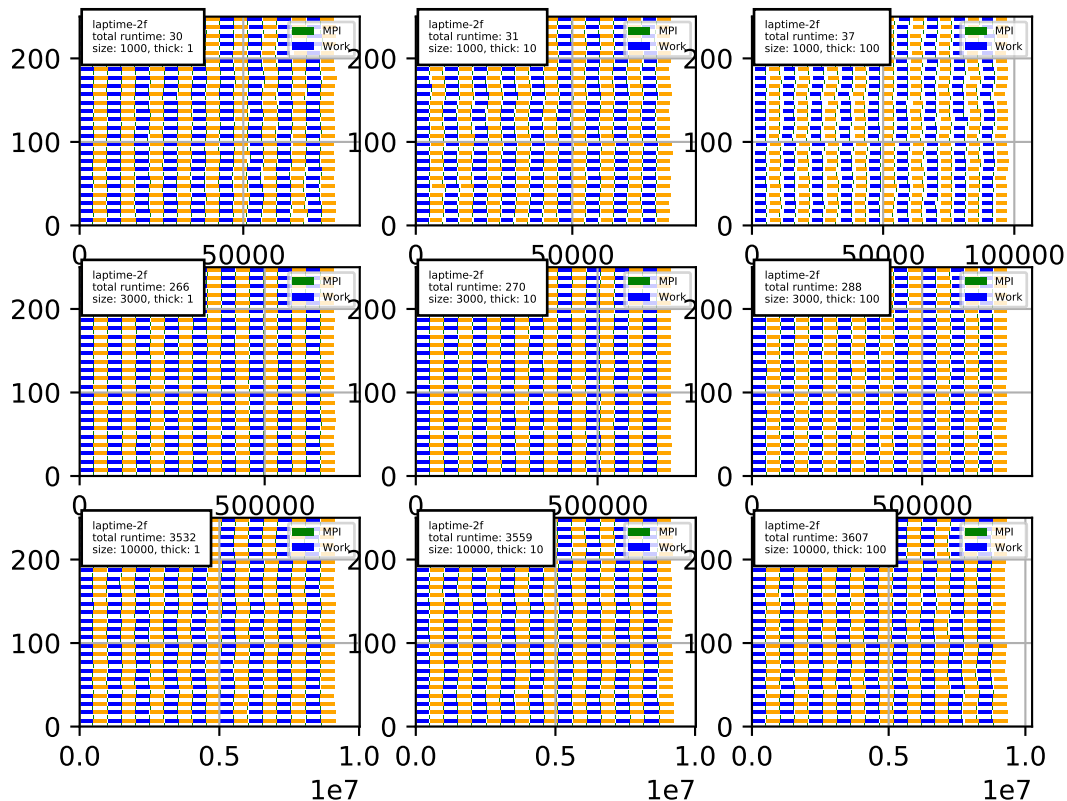 laptime-2f
total runtime: 30
size: 1000, thick: 1
MPI
Work
200
100
0
0
50000
laptime-2f
total runtime: 31
size: 1000, thick: 10
MPI
Work
200
100
0
0
50000
laptime-2f
total runtime: 37
size: 1000, thick: 100
MPI
Work
200
100
0
0
50000
100000
laptime-2f
total runtime: 266
size: 3000, thick: 1
MPI
Work
200
100
0
0
500000
laptime-2f
total runtime: 270
size: 3000, thick: 10
MPI
Work
200
100
0
0
500000
laptime-2f
total runtime: 288
size: 3000, thick: 100
MPI
Work
200
100
0
0
500000
laptime-2f
total runtime: 3532
size: 10000, thick: 1
MPI
Work
200
100
0
0.0
0.5
1.0
1e7
laptime-2f
total runtime: 3559
size: 10000, thick: 10
MPI
Work
200
100
0
0.0
0.5
1.0
1e7
laptime-2f
total runtime: 3607
size: 10000, thick: 100
MPI
Work
200
100
0
0.0
0.5
1.0
1e7